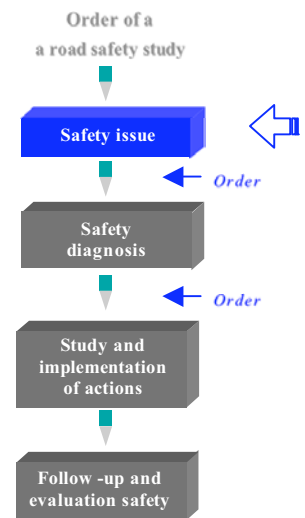 Order of a
a road safety study
Safety issue
Order
Safety
diagnosis
Order
Study and
implementation
of actions
Follow -up and
evaluation safety